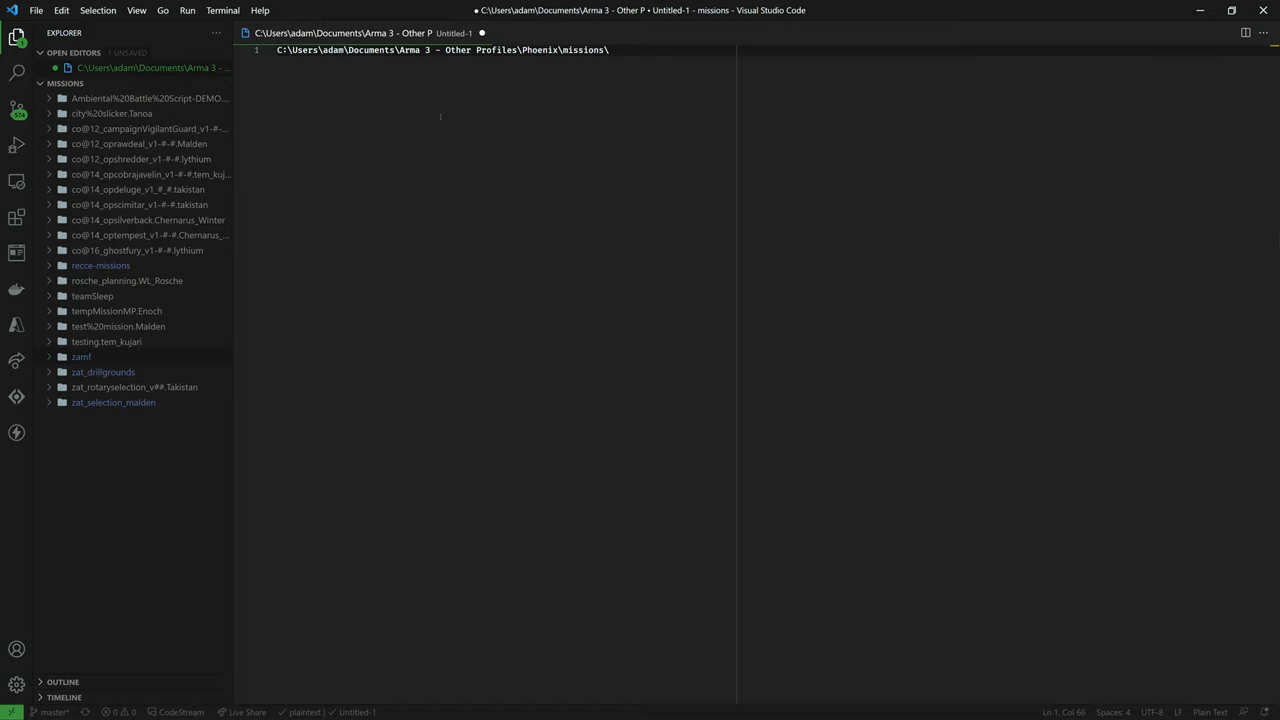 File Edit Selection View Go Run Terminal Help
● C:\Users\adam\Documents\Arma 3 - Other P • Untitled-1 - missions - Visual Studio Code
EXPLORER
OPEN EDITORS 1 UNSAVED
C:\Users\adam\Documents\Arma 3 - ...
MISSIONS
Ambiental%20Battle%20Script-DEMO....
city%20slicker.Tanoa
co@12_campaignVigilantGuard_v1-#-...
co@12_oprawdeal_v1-#-#.Malden
co@12_opshredder_v1-#-#.lythium
co@14_opcobrajavelin_v1-#-#.tem_kuj...
co@14_opdeluge_v1_#_#.takistan
co@14_opscimitar_v1-#-#.takistan
co@14_opsilverback.Chernarus_Winter
co@14_optempest_v1-#-#.Chernarus_...
co@16_ghostfury_v1-#-#.lythium
recce-missions
rosche_planning.WL_Rosche
teamSleep
tempMissionMP.Enoch
test%20mission.Malden
testing.tem_kujari
zamf
zat_drillgrounds
zat_rotaryselection_v##.Takistan
zat_selection_malden
OUTLINE
TIMELINE
1
574
C:\Users\adam\Documents\Arma 3 - Other P Untitled-1 ●
1 C:\Users\adam\Documents\Arma 3 - Other Profiles\Phoenix\missions\
master* 0 0 CodeStream Live Share plaintext Untitled-1 Ln 1, Col 66 Spaces: 4 UTF-8 LF Plain Text